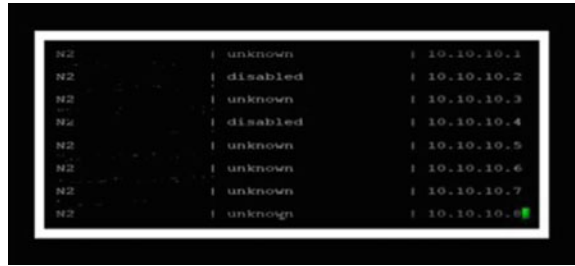 N2 | unknown | 10.10.10.1
N2 | disabled | 10.10.10.2
N2 | unknown | 10.10.10.3
N2 | disabled | 10.10.10.4
N2 | unknown | 10.10.10.5
N2 | unknown | 10.10.10.6
N2 | unknown | 10.10.10.7
N2 | unknown | 10.10.10.8